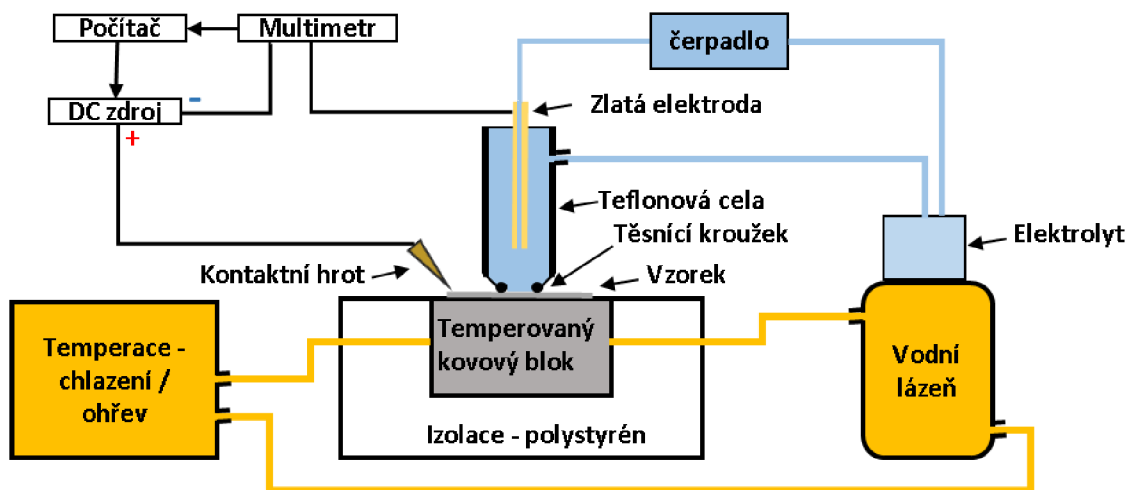 Počítač
Multimetr
čerpadlo
DC zdroj
-
+
Zlatá elektroda
Teflonová cela
Těsnící kroužek
Elektrolyt
Kontaktní hrot
Vzorek
Temperace -
chlazení /
ohřev
Temperovaný
kovový blok
Vodní
lázeň
Izolace - polystyrén